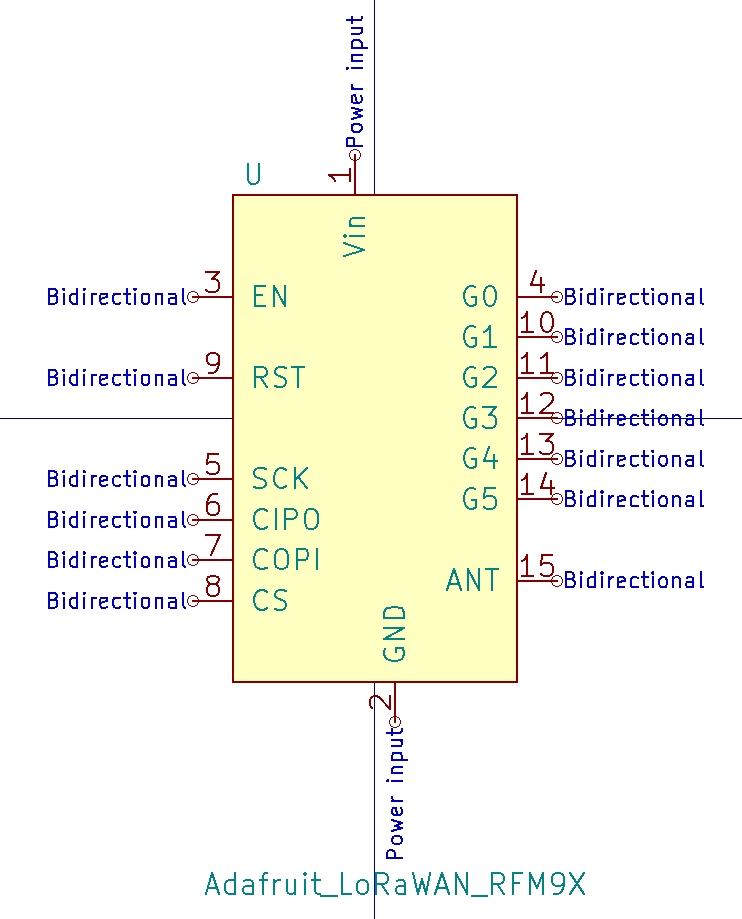 Power input
1
U
Vin
Bidirectional 3 EN
G0 4 Bidirectional
G1 10 Bidirectional
Bidirectional 9 RST
G2 11 Bidirectional
G3 12 Bidirectional
G4 13 Bidirectional
Bidirectional 5 SCK
G5 14 Bidirectional
Bidirectional 6 CIPO
Bidirectional 7 COPI
ANT 15 Bidirectional
Bidirectional 8 CS
GND
2
Power input
Adafruit_LoRaWAN_RFM9X